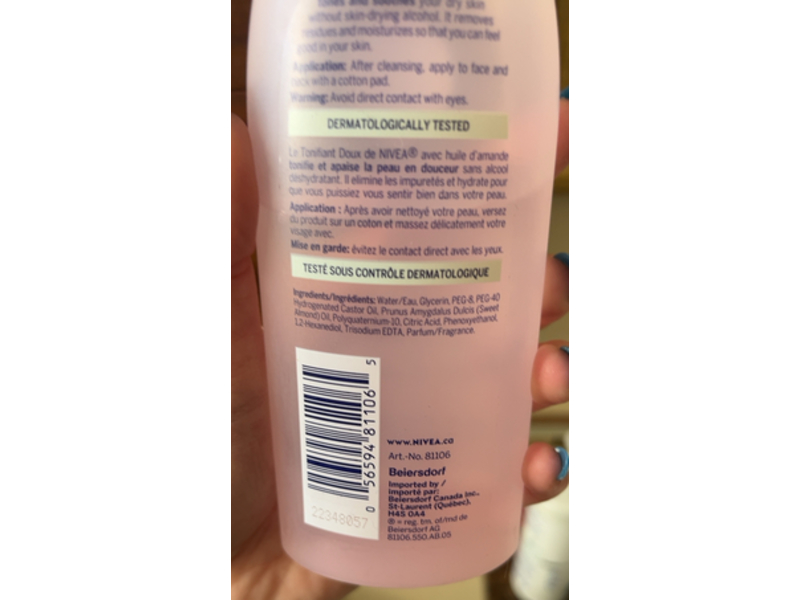 tones and soothes your dry skin
without skin-drying alcohol. It removes
residues and moisturizes so that you can feel
good in your skin.
Application: After cleansing, apply to face and
neck with a cotton pad.
Warning: Avoid direct contact with eyes.
DERMATOLOGICALLY TESTED
Le Tonifiant Doux de NIVEA® avec huile d'amande
tonifie et apaise la peau en douceur sans alcool
déshydratant. Il élimine les impuretés et hydrate pour
que vous puissiez vous sentir bien dans votre peau.
Application : Après avoir nettoyé votre peau, versez
du produit sur un coton et massez délicatement votre
visage avec.
Mise en garde: évitez le contact direct avec les yeux.
TESTÉ SOUS CONTRÔLE DERMATOLOGIQUE
Ingredients/Ingrédients: Water/Eau, Glycerin, PEG-8, PEG-40
Hydrogenated Castor Oil, Prunus Amygdalus Dulcis (Sweet
Almond) Oil, Polyquaternium-10, Citric Acid, Phenoxyethanol,
1,2-Hexanediol, Trisodium EDTA, Parfum/Fragrance.
0 56594 81106 5
22348057
www.NIVEA.ca
Art.-No. 81106
Beiersdorf
Imported by /
importé par:
Beiersdorf Canada Inc.,
St-Laurent (Québec),
H4S 0A4
® = reg. tm. of/md de
Beiersdorf AG
81106.550.AB.05